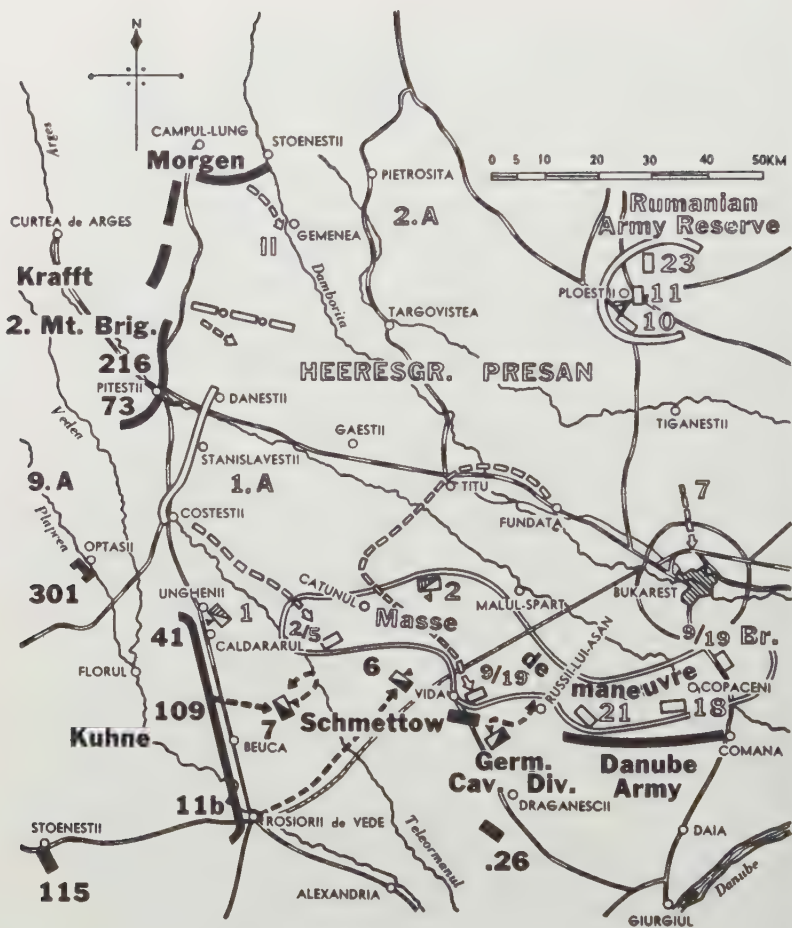 N
CAMPUL-LUNG
Morgen
STOENESTII
PIETROSITA
0 5 10 20 30 40 50KM
Arges
CURTEA de ARGES
II
GEMENEA
2.A
Rumanian
Army Reserve
23
PLOESTII
11
10
Krafft
Damborita
TARGOVISTEA
2. Mt. Brig.
216
HEERESGR. PRESAN
PITESTII
73
DANESTII
TIGANESTII
Veden
STANISLAVESTII
GAESTII
9.A
1.A
TITU
7
Plaprea
COSTESTII
FUNDATA
OPTASII
301
BUKAREST
UNGHENII
1
CATUNUL
Masse
2
MALUL-SPART
41
CALDARARUL
2/5
9/19 Br.
6
9/19
de
RUSSII.LUI-ASAN
maneuvre
COPACENI
FLORUL
109
7
VIDA
Schmettow
21
18
Kuhne
BEUCA
Germ.
Cav Div.
Danube
Army
COMANA
11b
DRAGANESCII
ROSIORII de VEDE
STOENESTII
Teleormanul
.26
DAIA
115
ALEXANDRIA
Danube
GIURGIUL